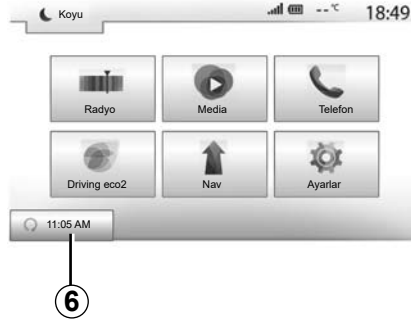 Koyu --°C 18:49
Radyo Media Telefon
Driving eco2 Nav Ayarlar
11:05 AM
6